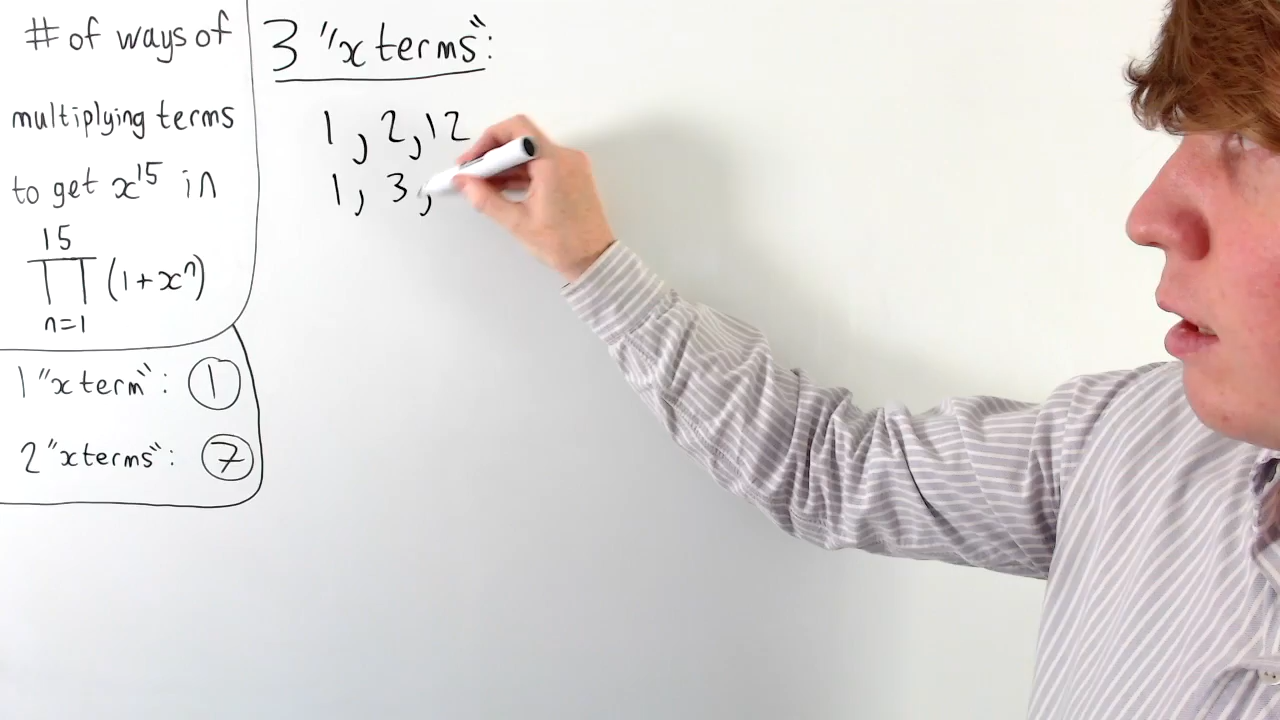 # of ways of
multiplying terms
to get x¹⁵ in
15
∏ (1+xⁿ)
n=1
1 "x term": 1
2 "x terms": 7
3 "x terms":
1, 2, 12
1, 3,